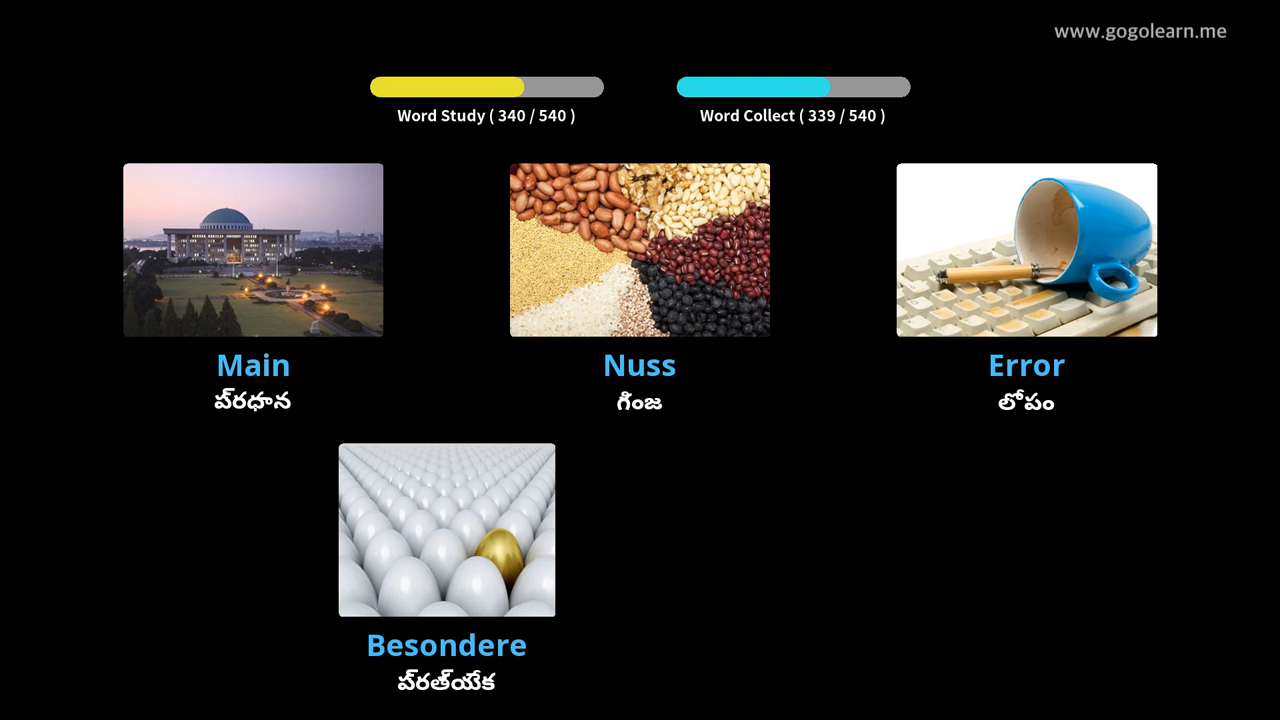 www.gogolearn.me
Word Study ( 340 / 540 )
Word Collect ( 339 / 540 )
Main
ప్రధాన
Nuss
గింజ
Error
లోపం
Besondere
ప్రత్యేక